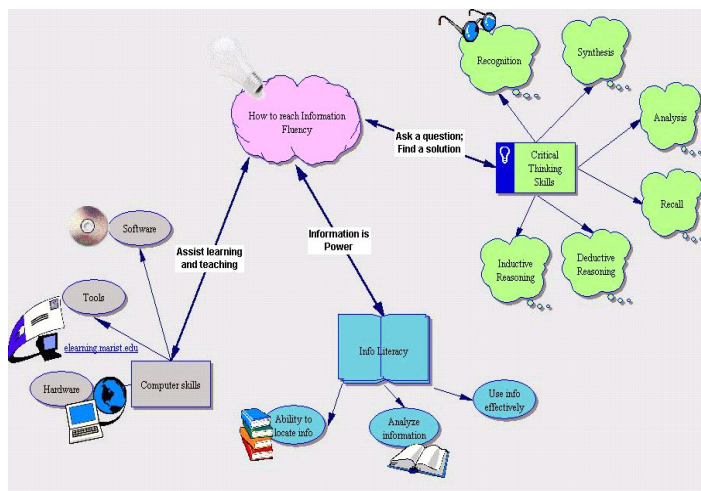 Recognition
Synthesis
How to reach Information
Fluency
Analysis
Ask a question;
Find a solution
Critical
Thinking
Skills
Recall
Software
Assist learning
and teaching
Information is
Power
Inductive
Reasoning
Deductive
Reasoning
Tools
elearning.marist.edu
Info Literacy
Hardware
Computer skills
Ability to
locate info
Analyze
information
Use info
effectively